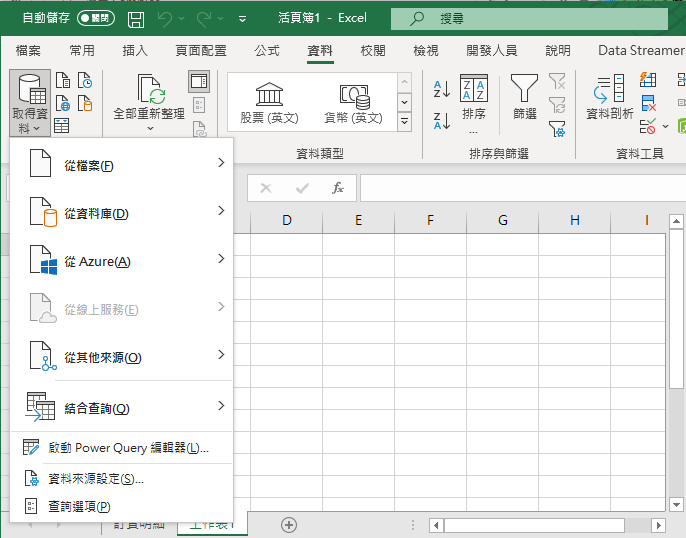 自動儲存 關閉 活頁簿1 - Excel 搜尋
檔案 常用 插入 頁面配置 公式 資料 校閱 檢視 開發人員 說明 Data Streamer
取得資料
全部重新整理
股票 (英文) 貨幣 (英文)
資料類型
排序 篩選
...
排序與篩選
資料剖析
資料工具
從檔案(F)
從資料庫(D)
從 Azure(A)
從線上服務(E)
從其他來源(O)
結合查詢(Q)
啟動 Power Query 編輯器(L)...
資料來源設定(S)...
查詢選項(P)
fx
D E F G H I
訂貨明細 工作表1